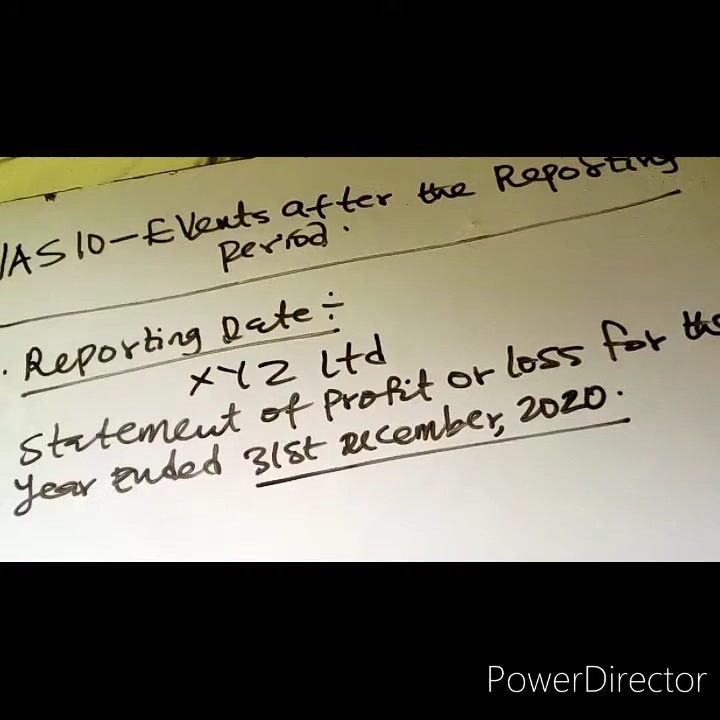 IAS 10 - Events after the Reporting
Period.
. Reporting Date ÷
XYZ Ltd
Statement of Profit or loss for the
Year Ended 31st December, 2020.
PowerDirector